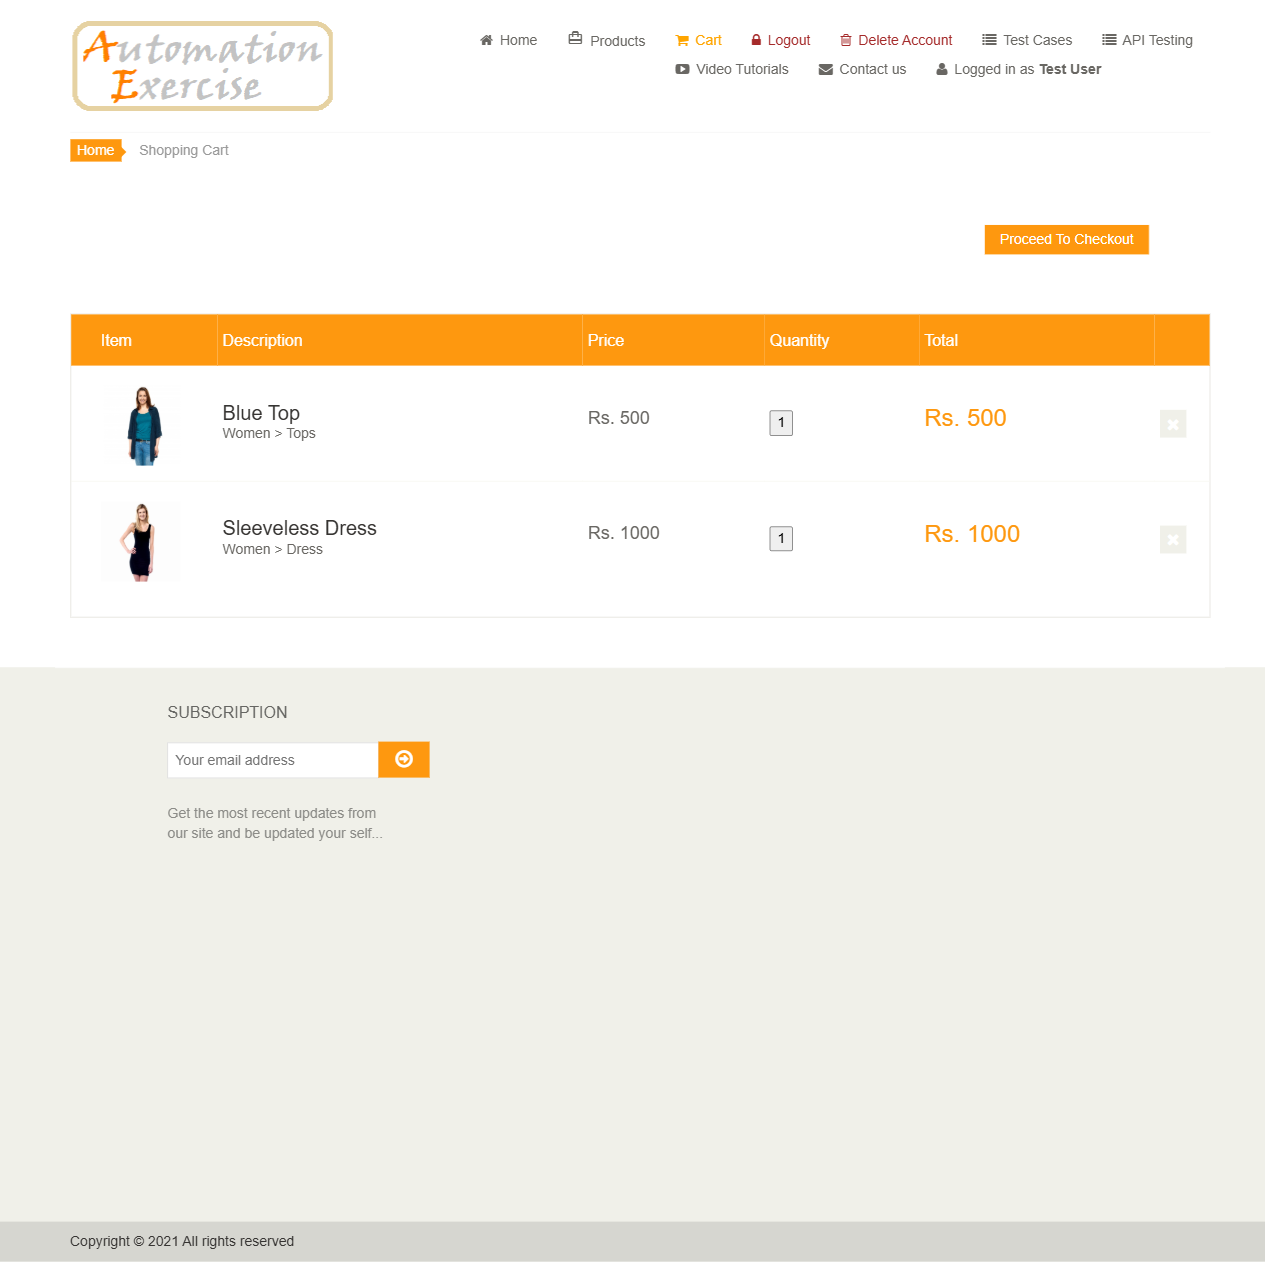 Automation
Exercise
Home Products Cart Logout Delete Account Test Cases API Testing
Video Tutorials Contact us Logged in as Test User
Home Shopping Cart
Proceed To Checkout
Item Description Price Quantity Total
Blue Top Rs. 500 1 Rs. 500
Women > Tops
Sleeveless Dress Rs. 1000 1 Rs. 1000
Women > Dress
SUBSCRIPTION
Your email address
Get the most recent updates from
our site and be updated your self...
Copyright © 2021 All rights reserved